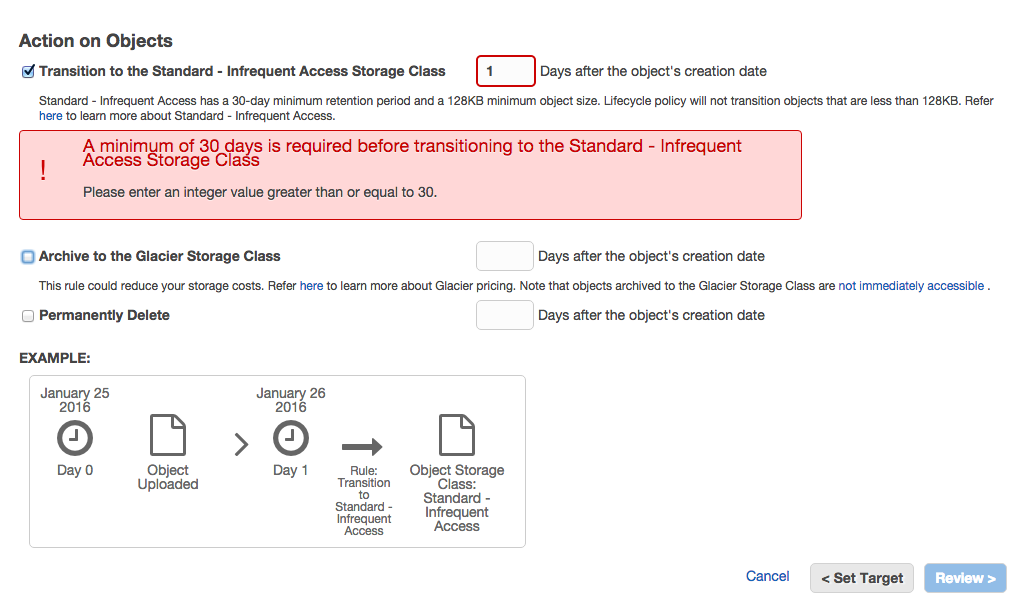 Action on Objects
Transition to the Standard - Infrequent Access Storage Class 1 Days after the object's creation date
Standard - Infrequent Access has a 30-day minimum retention period and a 128KB minimum object size. Lifecycle policy will not transition objects that are less than 128KB. Refer
here to learn more about Standard - Infrequent Access.
!
A minimum of 30 days is required before transitioning to the Standard - Infrequent
Access Storage Class
Please enter an integer value greater than or equal to 30.
Archive to the Glacier Storage Class Days after the object's creation date
This rule could reduce your storage costs. Refer here to learn more about Glacier pricing. Note that objects archived to the Glacier Storage Class are not immediately accessible .
Permanently Delete Days after the object's creation date
EXAMPLE:
January 25
2016
Day 0
Object
Uploaded
January 26
2016
Day 1
Rule:
Transition
to
Standard -
Infrequent
Access
Object Storage
Class:
Standard -
Infrequent
Access
Cancel < Set Target Review >